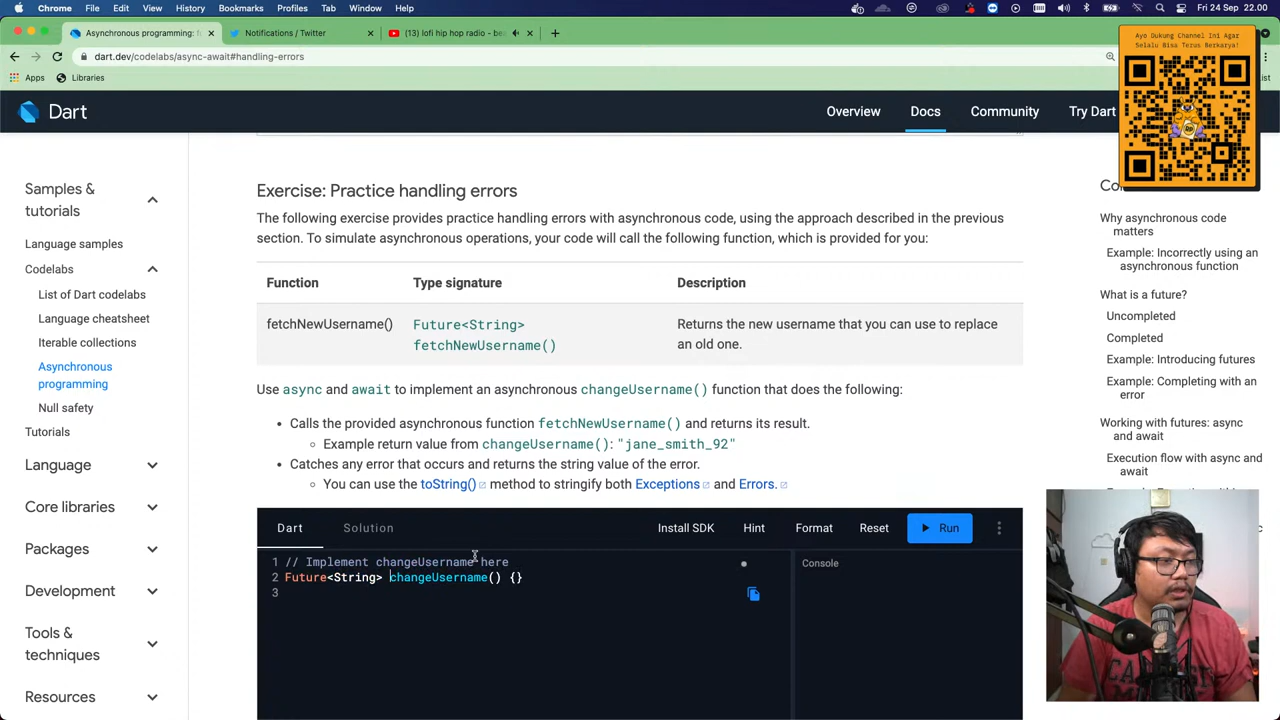 Chrome File Edit View History Bookmarks Profiles Tab Window Help
Fri 24 Sep 22.00
Asynchronous programming: f
Notifications / Twitter
(13) lofi hip hop radio - bea
dart.dev/codelabs/async-await#handling-errors
Apps
Libraries
Ayo Dukung Channel Ini Agar
Selalu Bisa Terus Berkarya!
Dart
Overview
Docs
Community
Try Dart
Samples &
tutorials
Language samples
Codelabs
List of Dart codelabs
Language cheatsheet
Iterable collections
Asynchronous
programming
Null safety
Tutorials
Language
Core libraries
Packages
Development
Tools &
techniques
Resources
Exercise: Practice handling errors
The following exercise provides practice handling errors with asynchronous code, using the approach described in the previous
section. To simulate asynchronous operations, your code will call the following function, which is provided for you:
Function Type signature Description
fetchNewUsername() Future<String> Returns the new username that you can use to replace
fetchNewUsername() an old one.
Use async and await to implement an asynchronous changeUsername() function that does the following:
• Calls the provided asynchronous function fetchNewUsername() and returns its result.
Example return value from changeUsername(): "jane_smith_92"
• Catches any error that occurs and returns the string value of the error.
You can use the toString() method to stringify both Exceptions and Errors.
Dart Solution Install SDK Hint Format Reset Run
1 // Implement changeUsername here
2 Future<String> changeUsername() {}
3
Console
Why asynchronous code
matters
Example: Incorrectly using an
asynchronous function
What is a future?
Uncompleted
Completed
Example: Introducing futures
Example: Completing with an
error
Working with futures: async
and await
Execution flow with async and
await